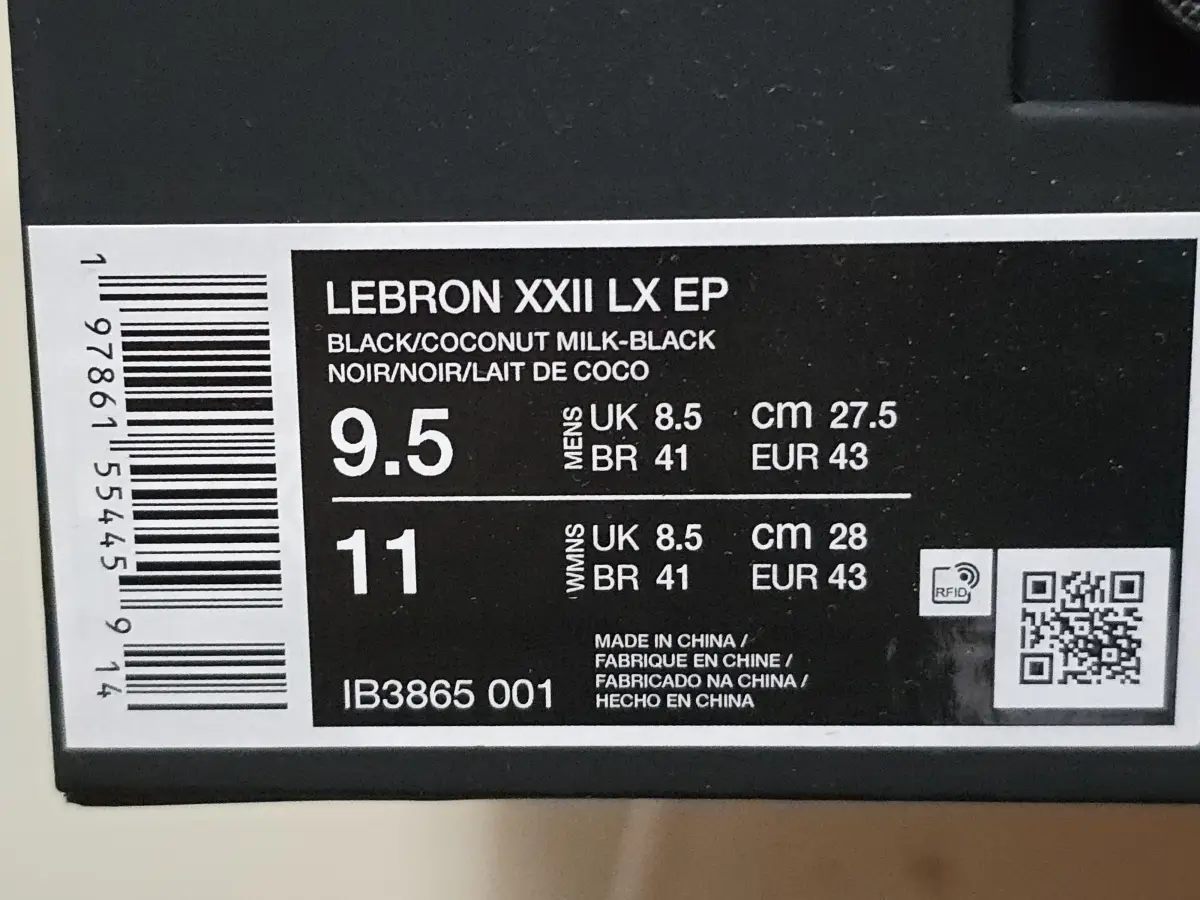 LEBRON XXII LX EP
BLACK/COCONUT MILK-BLACK
NOIR/NOIR/LAIT DE COCO
9.5 MENS UK 8.5 cm 27.5
BR 41 EUR 43
11 WMNS UK 8.5 cm 28
BR 41 EUR 43
RFID
MADE IN CHINA /
FABRIQUE EN CHINE /
FABRICADO NA CHINA /
HECHO EN CHINA
IB3865 001
1 97861 55445 9 14